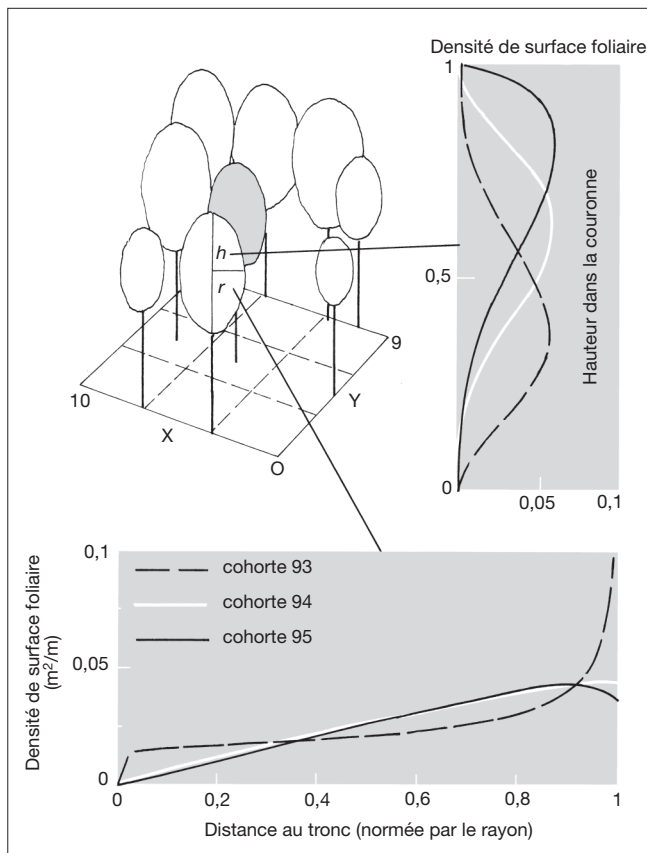 Densité de surface foliaire
1
0,5
0
0,05
0,1
Hauteur dans la couronne
h
r
9
10
X
Y
O
0,1
0,05
0
Densité de surface foliaire
(m²/m)
cohorte 93
cohorte 94
cohorte 95
0
0,2
0,4
0,6
0,8
1
Distance au tronc (normée par le rayon)